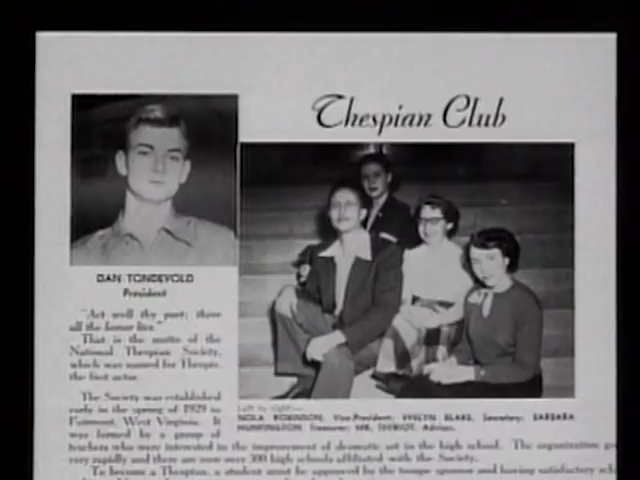 Thespian Club
DAN TONDEVOLD
President
"Act well thy part; there
all the honor lies."
That is the motto of the
National Thespian Society,
which was named for Thespis,
the first actor.
The Society was established
early in the spring of 1929 in
Fairmont, West Virginia. It
was formed by a group of
teachers who were interested in the improvement of dramatic art in the high school. The organization
very rapidly and there are now over 300 high schools affiliated with the Society.
To become a Thespian, a student must be approved by the troupe sponsor and having satisfactory
Left to right—
NOLA ROBINSON, Vice-President; EVELYN BLAKE, Secretary; BARBARA
HUNTINGTON, Treasurer; MR. Advisor.